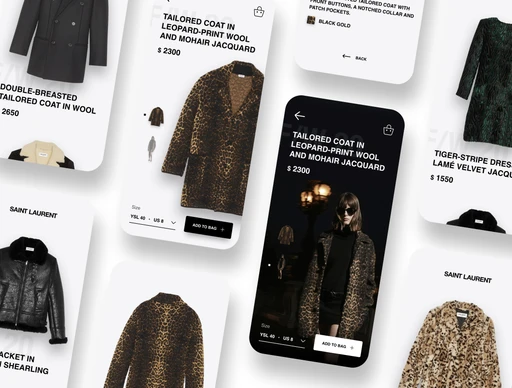 DOUBLE-BREASTED
TAILORED COAT IN WOOL
2650
SAINT LAURENT
JACKET IN
SHEARLING
TAILORED COAT IN
LEOPARD-PRINT WOOL
AND MOHAIR JACQUARD
$ 2300
Size
YSL 40 - US 8
ADD TO BAG +
FRONT BUTTONS, A NOTCHED COLLAR AND
PATCH POCKETS.
BLACK GOLD
BACK
TAILORED COAT IN
LEOPARD-PRINT WOOL
AND MOHAIR JACQUARD
$ 2300
Size
YSL 40 - US 8
ADD TO BAG +
TIGER-STRIPE
LAMÉ VELVET
$ 1550
SAINT LAURENT